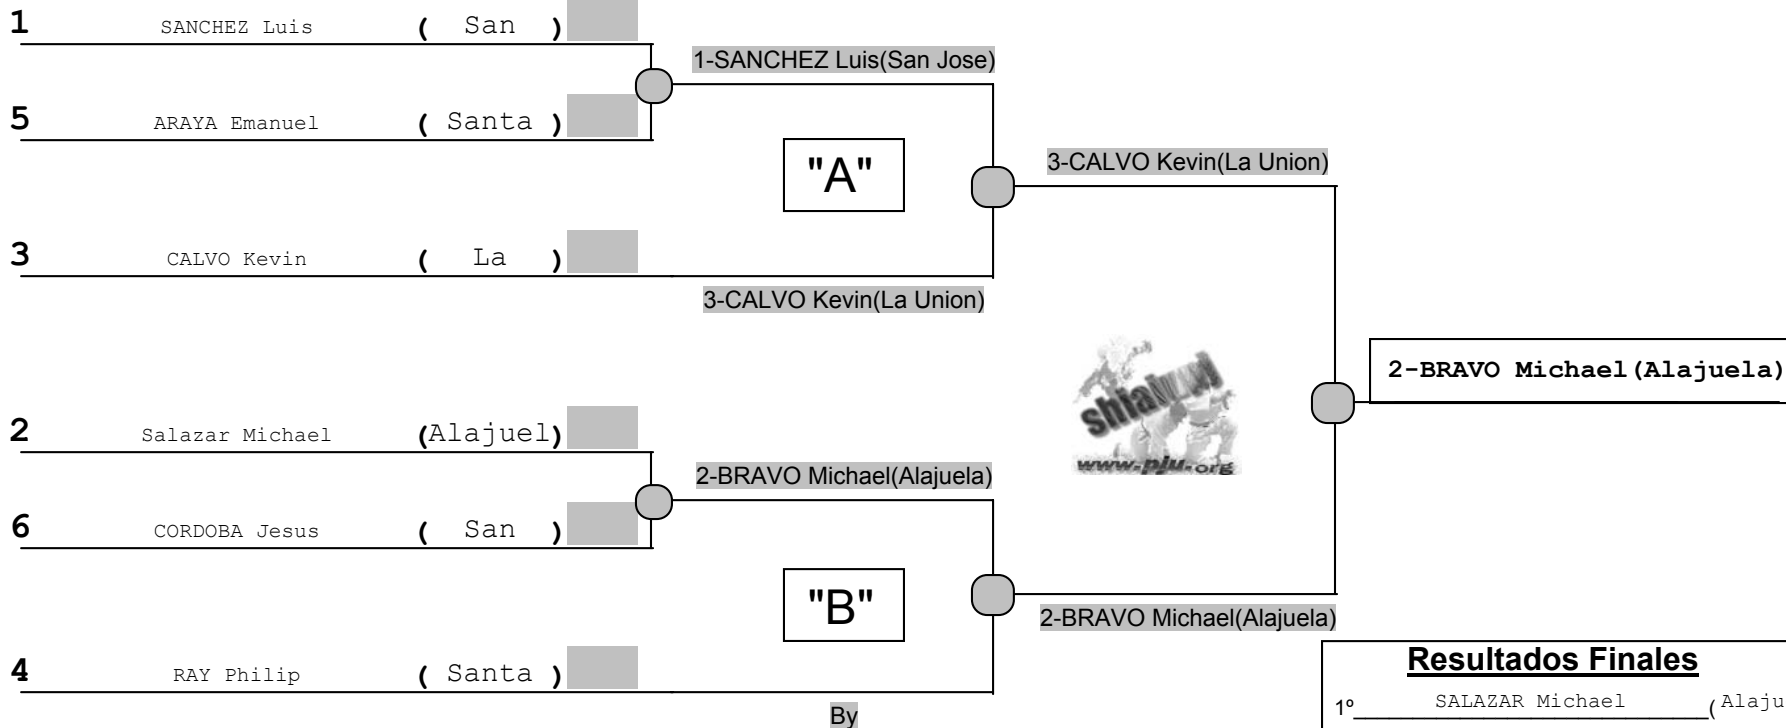 1 SANCHEZ Luis ( San )
1-SANCHEZ Luis(San Jose)
5 ARAYA Emanuel ( Santa )
"A"
3-CALVO Kevin(La Union)
3 CALVO Kevin ( La )
3-CALVO Kevin(La Union)
shiai
www.pju.org
2-BRAVO Michael(Alajuela)
2 Salazar Michael (Alajuel)
2-BRAVO Michael(Alajuela)
6 CORDOBA Jesus ( San )
"B"
2-BRAVO Michael(Alajuela)
4 RAY Philip ( Santa )
By
Resultados Finales
1º SALAZAR Michael (Alaju